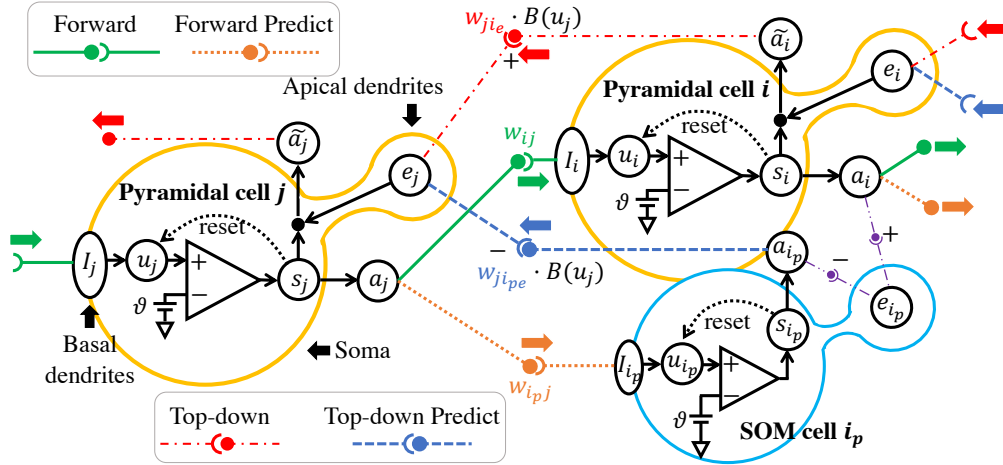 Forward
Forward Predict
w_{ji_e} · B(u_j)
+
ã_i
e_i
Apical dendrites
Pyramidal cell i
reset
w_{ij}
I_i
u_i
+
−
ϑ
s_i
a_i
ã_j
e_j
Pyramidal cell j
reset
I_j
u_j
+
−
ϑ
s_j
a_j
−
w_{ji_{pe}} · B(u_j)
a_{i_p}
+
−
e_{i_p}
s_{i_p}
reset
Basal
dendrites
Soma
w_{i_p j}
I_{i_p}
u_{i_p}
+
−
ϑ
SOM cell i_p
Top-down
Top-down Predict